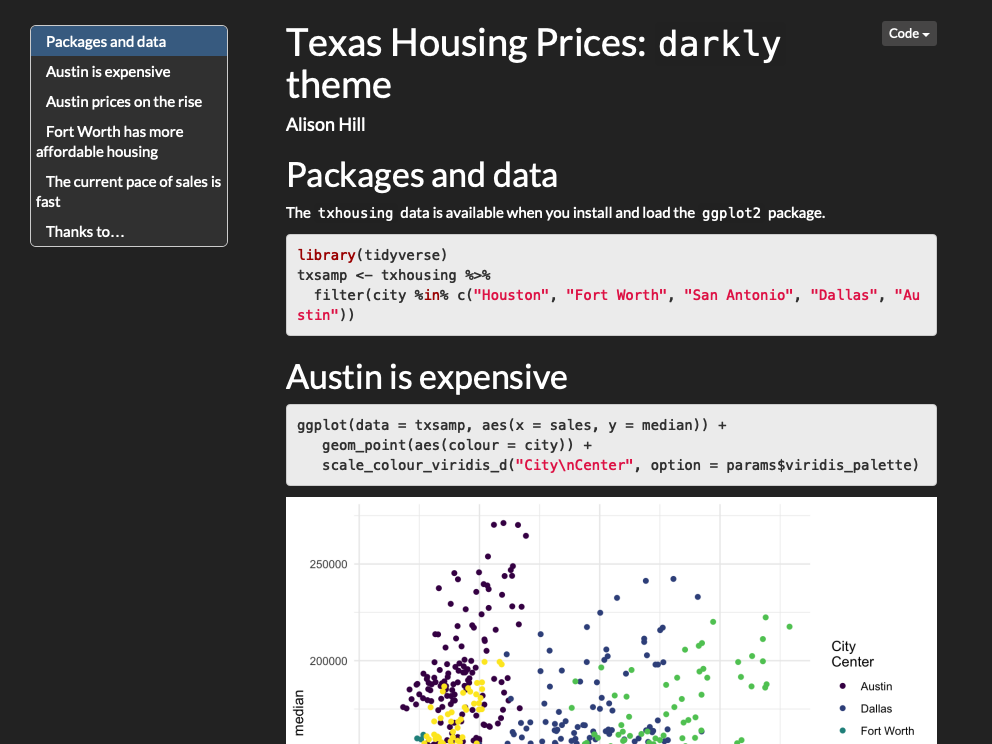 Packages and data
Austin is expensive
Austin prices on the rise
Fort Worth has more
affordable housing
The current pace of sales is
fast
Thanks to…
Code
Texas Housing Prices: darkly
theme
Alison Hill
Packages and data
The txhousing data is available when you install and load the ggplot2 package.
library(tidyverse)
txsamp <- txhousing %>%
  filter(city %in% c("Houston", "Fort Worth", "San Antonio", "Dallas", "Au
stin"))
Austin is expensive
ggplot(data = txsamp, aes(x = sales, y = median)) +
   geom_point(aes(colour = city)) +
   scale_colour_viridis_d("City\nCenter", option = params$viridis_palette)
250000
200000
median
City
Center
Austin
Dallas
Fort Worth